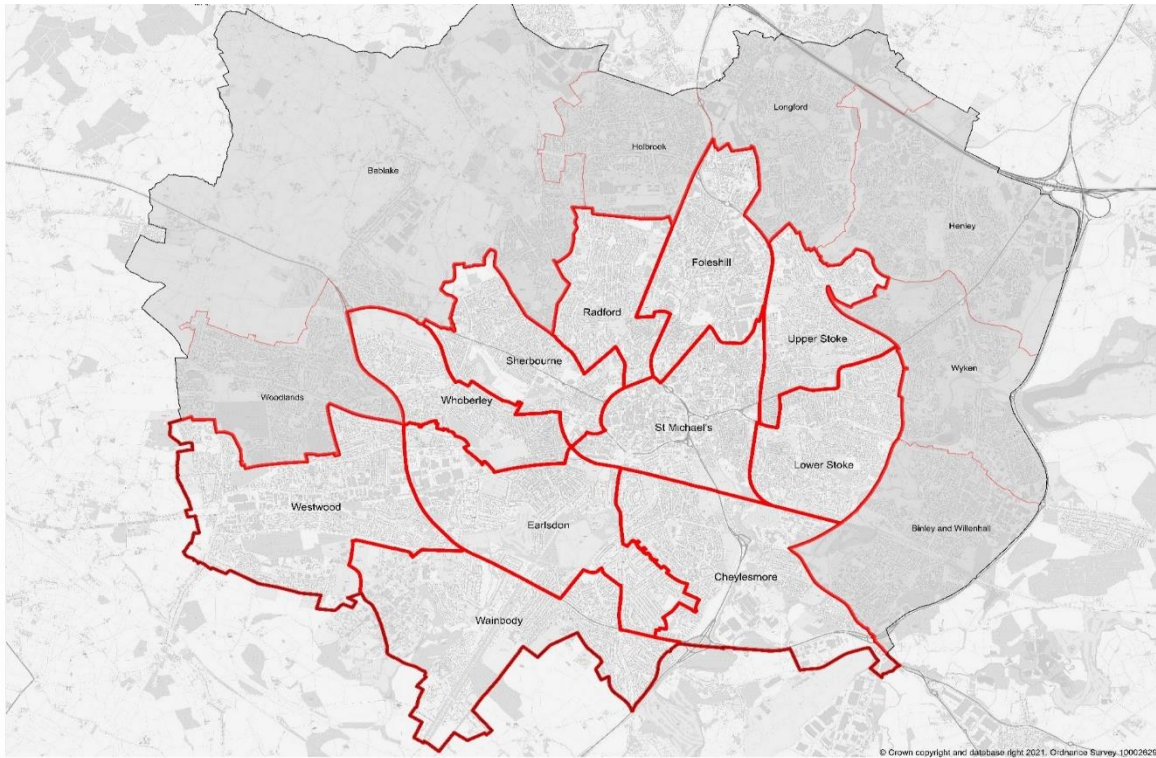 Longford
Holbrook
Beblake
Henley
Foleshill
Radford
Upper Stoke
Sherbourne
Wyken
Woodlands
Whoberley
St Michael's
Lower Stoke
Westwood
Earlsdon
Binley and Willenhall
Cheylesmore
Wainbody
© Crown copyright and database right 2021. Ordnance Survey 10002629